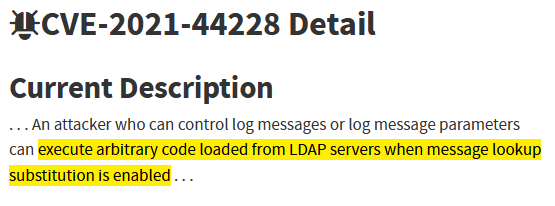 CVE-2021-44228 Detail
Current Description
. . . An attacker who can control log messages or log message parameters
can execute arbitrary code loaded from LDAP servers when message lookup
substitution is enabled . . .